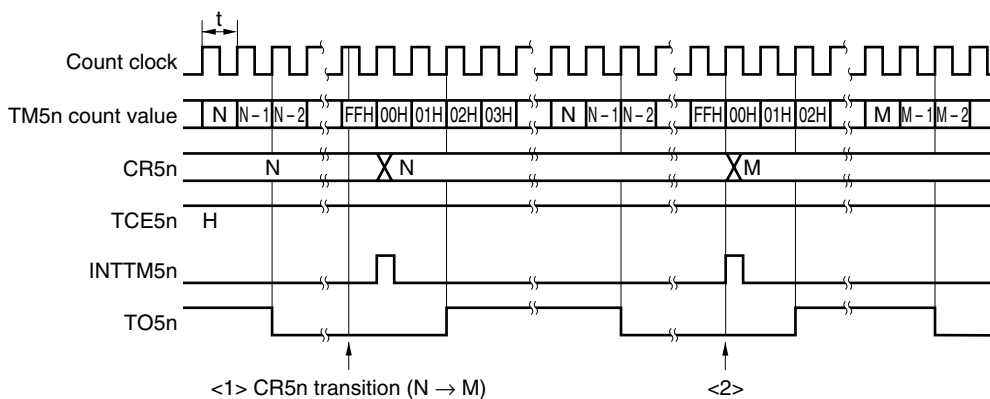 t
Count clock
TM5n count value N N – 1 N – 2 FFH 00H 01H 02H 03H N N – 1 N – 2 FFH 00H 01H 02H M M – 1 M – 2
CR5n N N M
TCE5n H
INTTM5n
TO5n
<1> CR5n transition (N → M) <2>